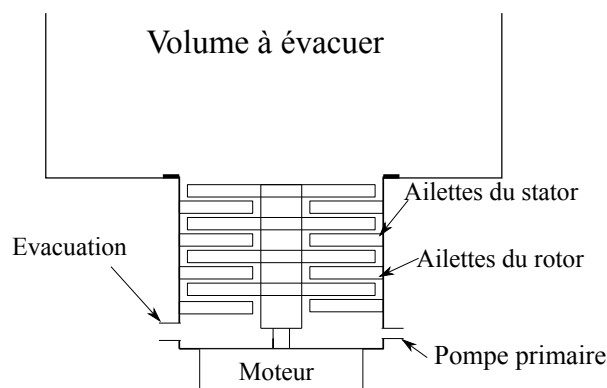 Volume à évacuer
Ailettes du stator
Evacuation
Ailettes du rotor
Pompe primaire
Moteur